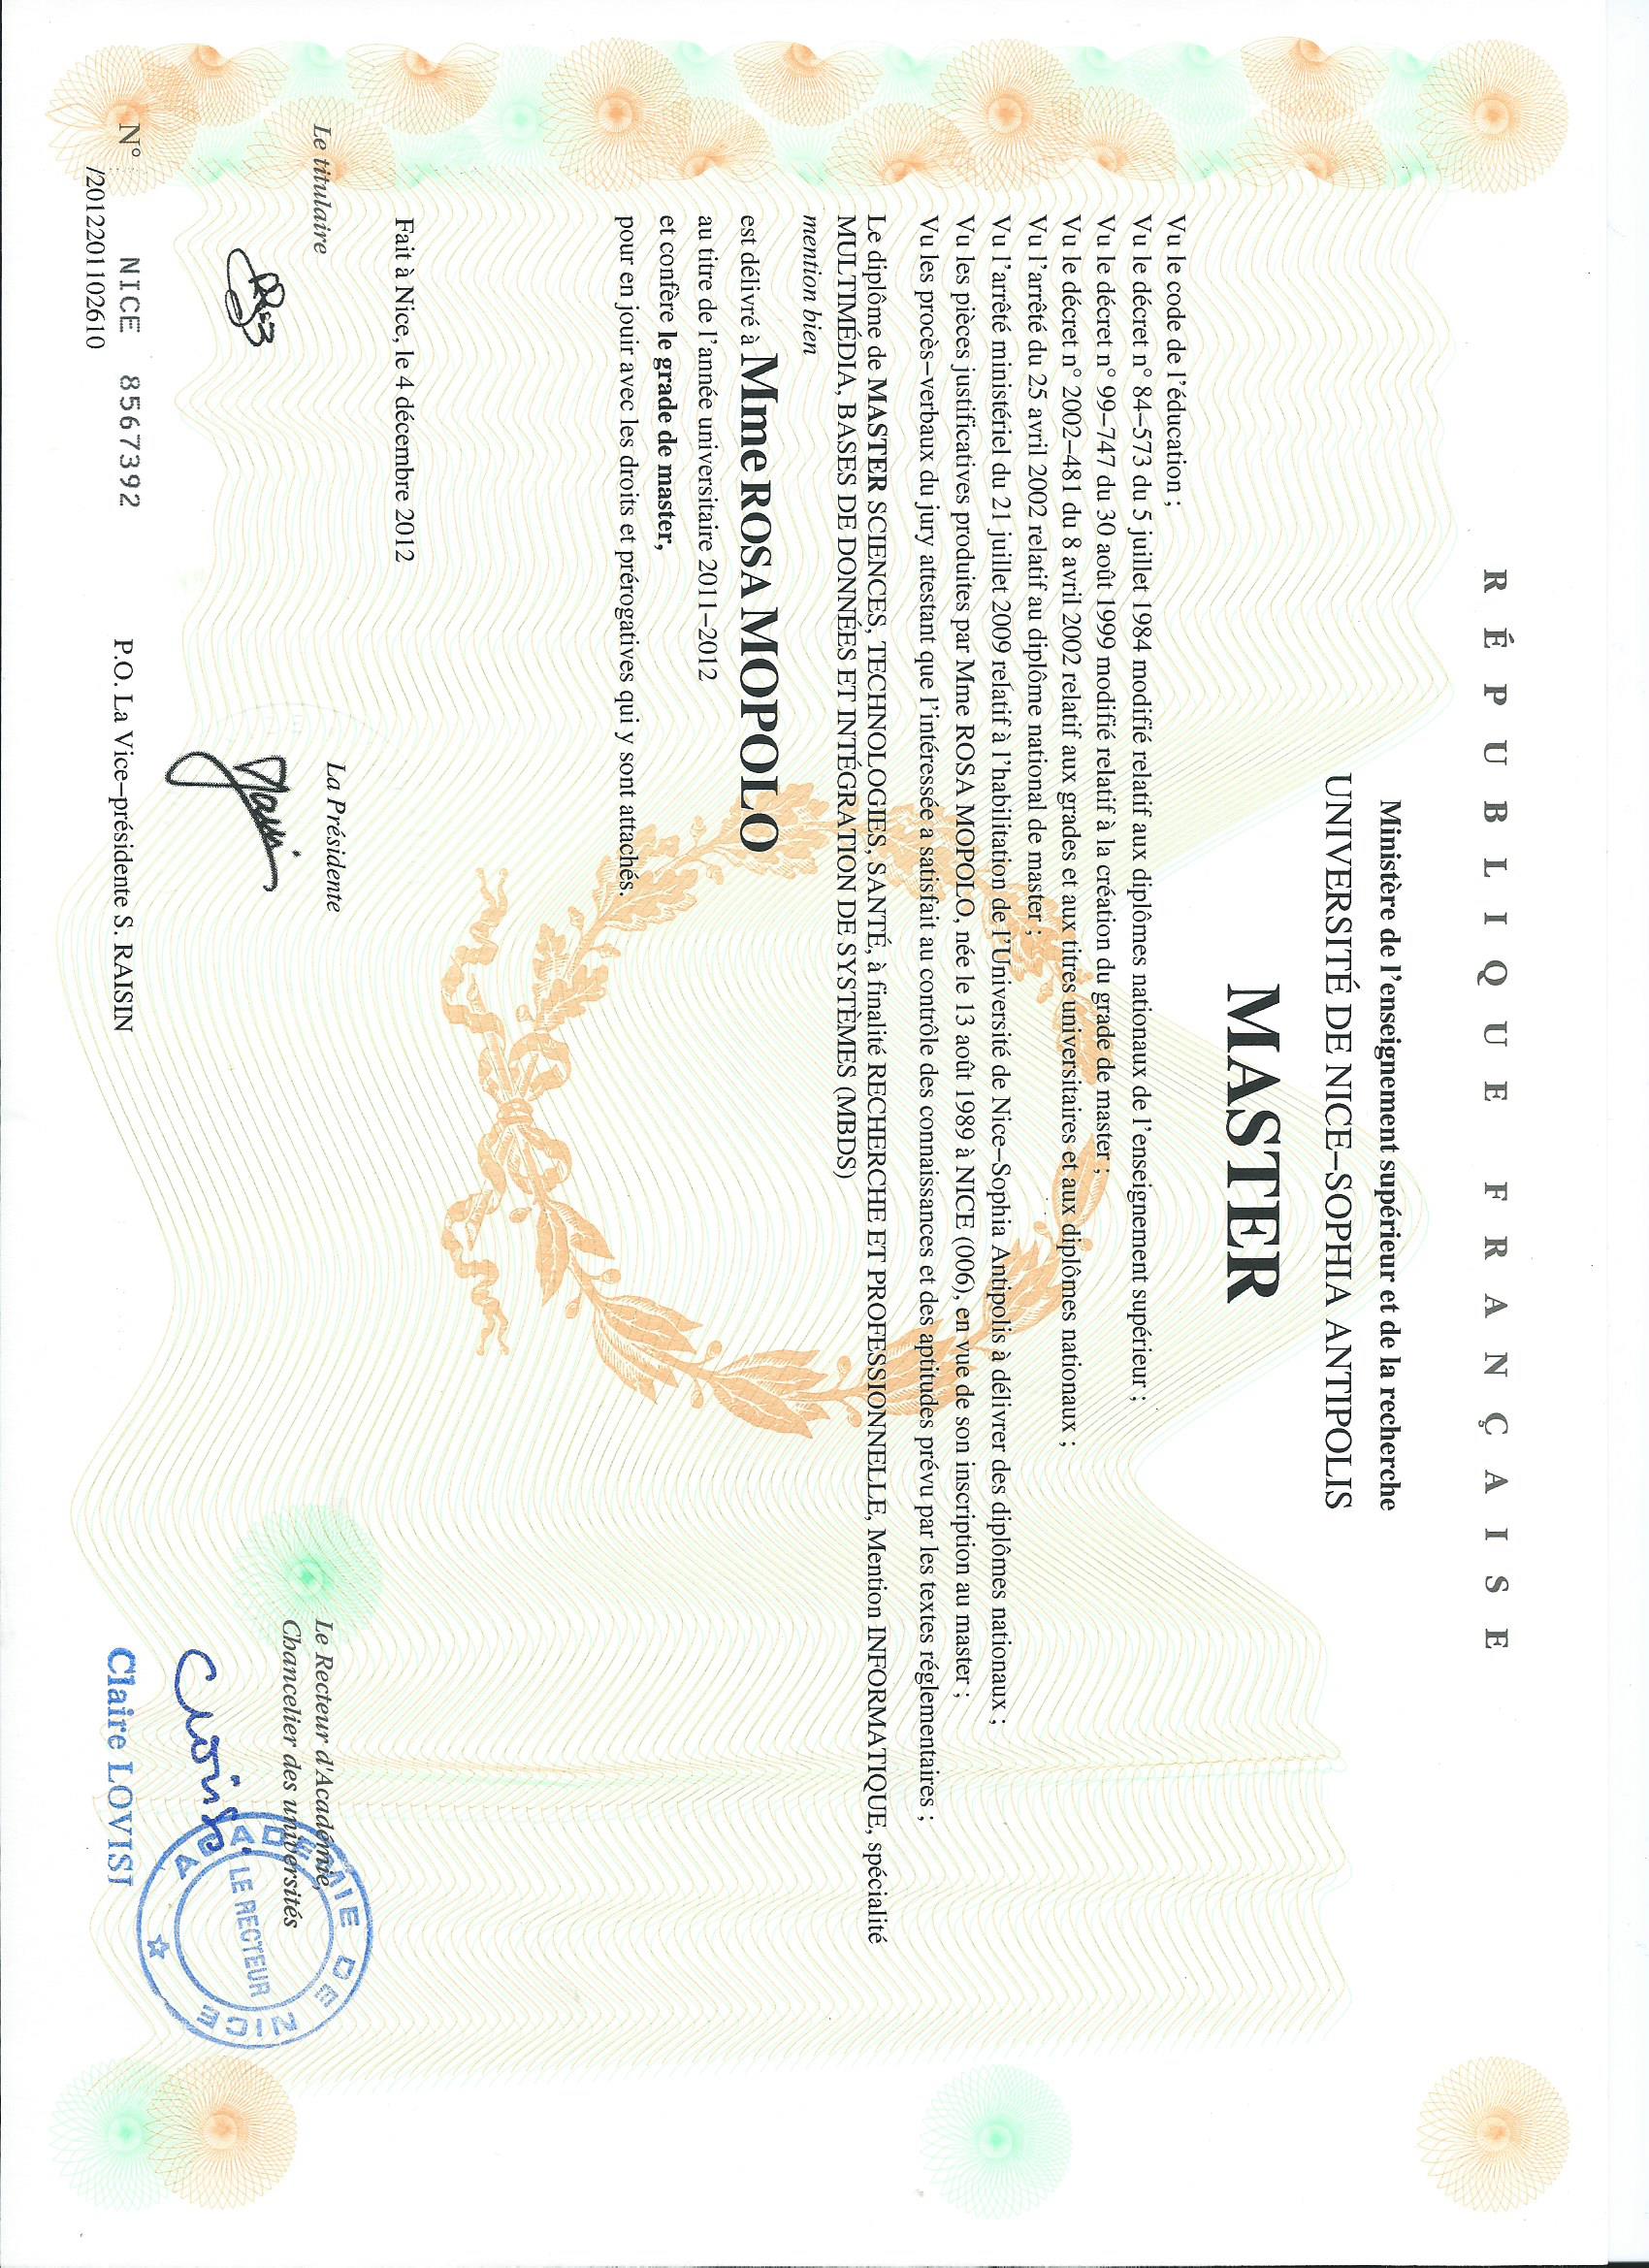 RÉPUBLIQUE FRANÇAISE
Ministère de l'enseignement supérieur et de la recherche
UNIVERSITÉ DE NICE–SOPHIA ANTIPOLIS
MASTER
Vu le code de l'éducation ;
Vu le décret n° 84–573 du 5 juillet 1984 modifié relatif aux diplômes nationaux de l'enseignement supérieur ;
Vu le décret n° 99–747 du 30 août 1999 modifié relatif à la création du grade de master ;
Vu le décret n° 2002–481 du 8 avril 2002 relatif aux grades et aux titres universitaires et aux diplômes nationaux ;
Vu l'arrêté du 25 avril 2002 relatif au diplôme national de master ;
Vu l'arrêté ministériel du 21 juillet 2009 relatif à l'habilitation de l'Université de Nice–Sophia Antipolis à délivrer des diplômes nationaux ;
Vu les pièces justificatives produites par Mme ROSA MOPOLO, née le 13 août 1989 à NICE (006), en vue de son inscription au master ;
Vu les procès–verbaux du jury attestant que l'intéressée a satisfait au contrôle des connaissances et des aptitudes prévu par les textes réglementaires ;
Le diplôme de MASTER SCIENCES, TECHNOLOGIES, SANTÉ, à finalité RECHERCHE ET PROFESSIONNELLE, Mention INFORMATIQUE, spécialité
MULTIMÉDIA, BASES DE DONNÉES ET INTÉGRATION DE SYSTÈMES (MBDS)
mention bien
est délivré à Mme ROSA MOPOLO
au titre de l'année universitaire 2011–2012
et confère le grade de master,
pour en jouir avec les droits et prérogatives qui y sont attachés.
Fait à Nice, le 4 décembre 2012
Le titulaire
La Présidente
Le Recteur d'Académie,
Chancelier des universités
ACADEMIE DE NICE
LE RECTEUR
N° NICE 8567392
P.O. La Vice–présidente S. RAISIN
Claire LOVISI
/2012201102610